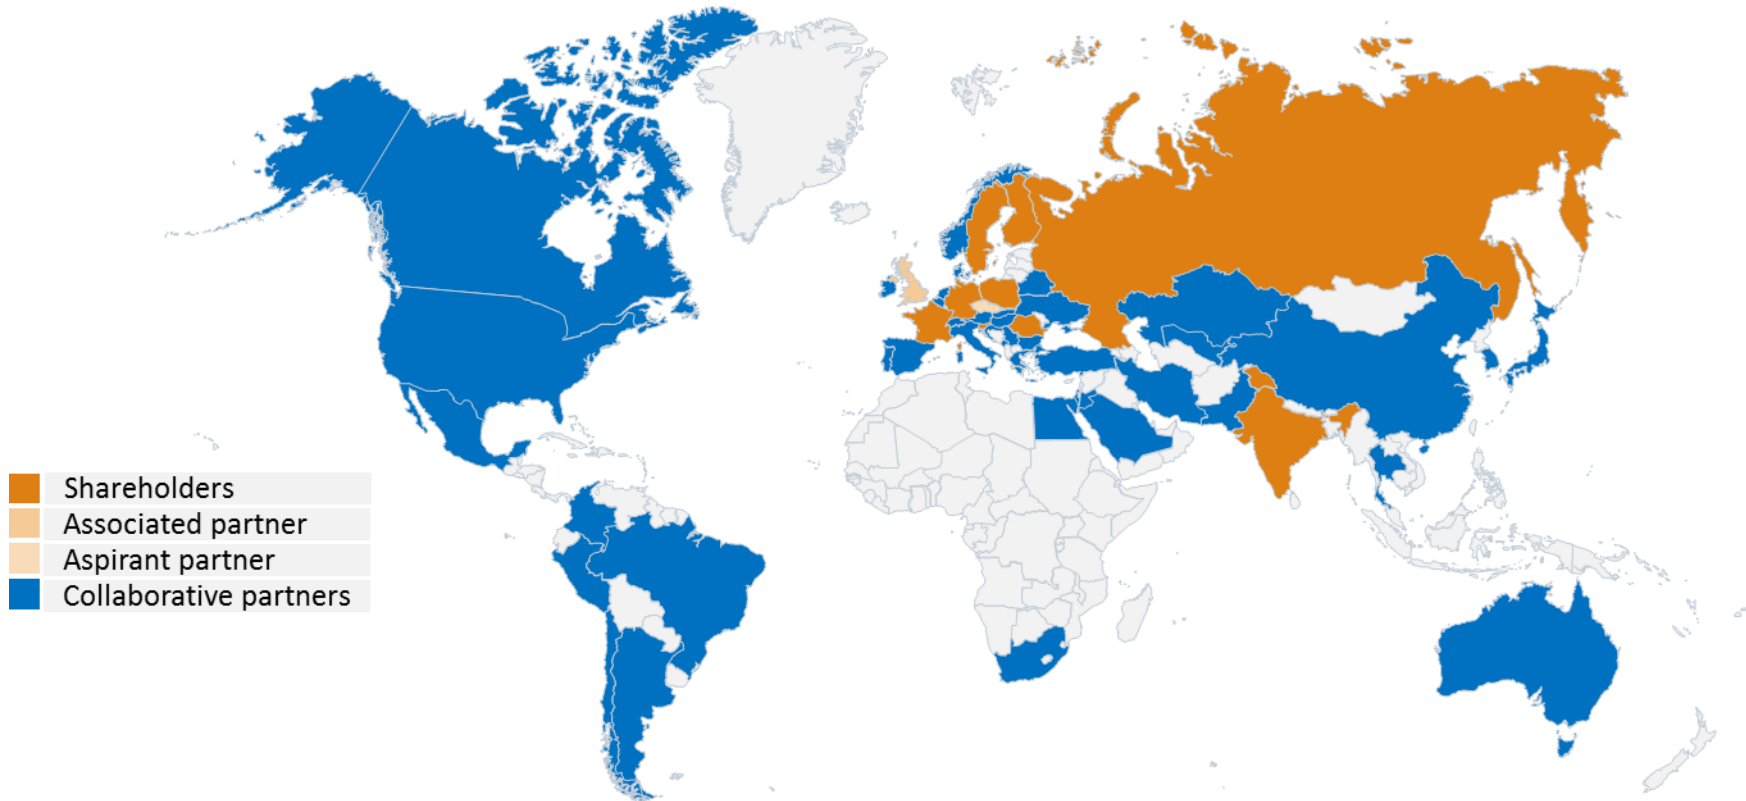 Shareholders
Associated partner
Aspirant partner
Collaborative partners